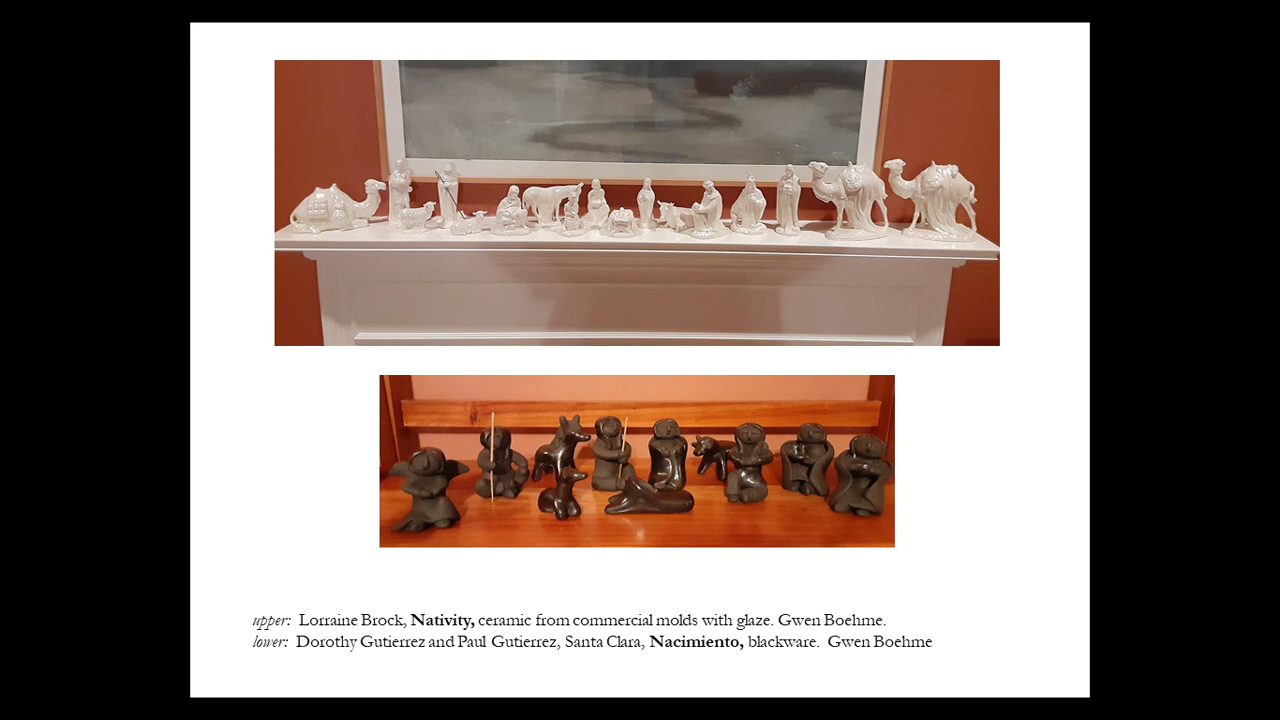 upper:  Lorraine Brock, Nativity, ceramic from commercial molds with glaze. Gwen Boehme.
lower:  Dorothy Gutierrez and Paul Gutierrez, Santa Clara, Nacimiento, blackware.  Gwen Boehme